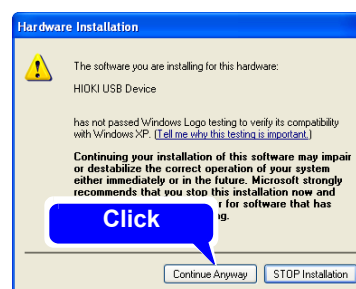 Hardware Installation
The software you are installing for this hardware:
HIOKI USB Device
has not passed Windows Logo testing to verify its compatibility
with Windows XP. (Tell me why this testing is important.)
Continuing your installation of this software may impair
or destabilize the correct operation of your system
either immediately or in the future. Microsoft strongly
recommends that you stop this installation now and
r for software that has
ng.
Click
Continue Anyway
STOP Installation